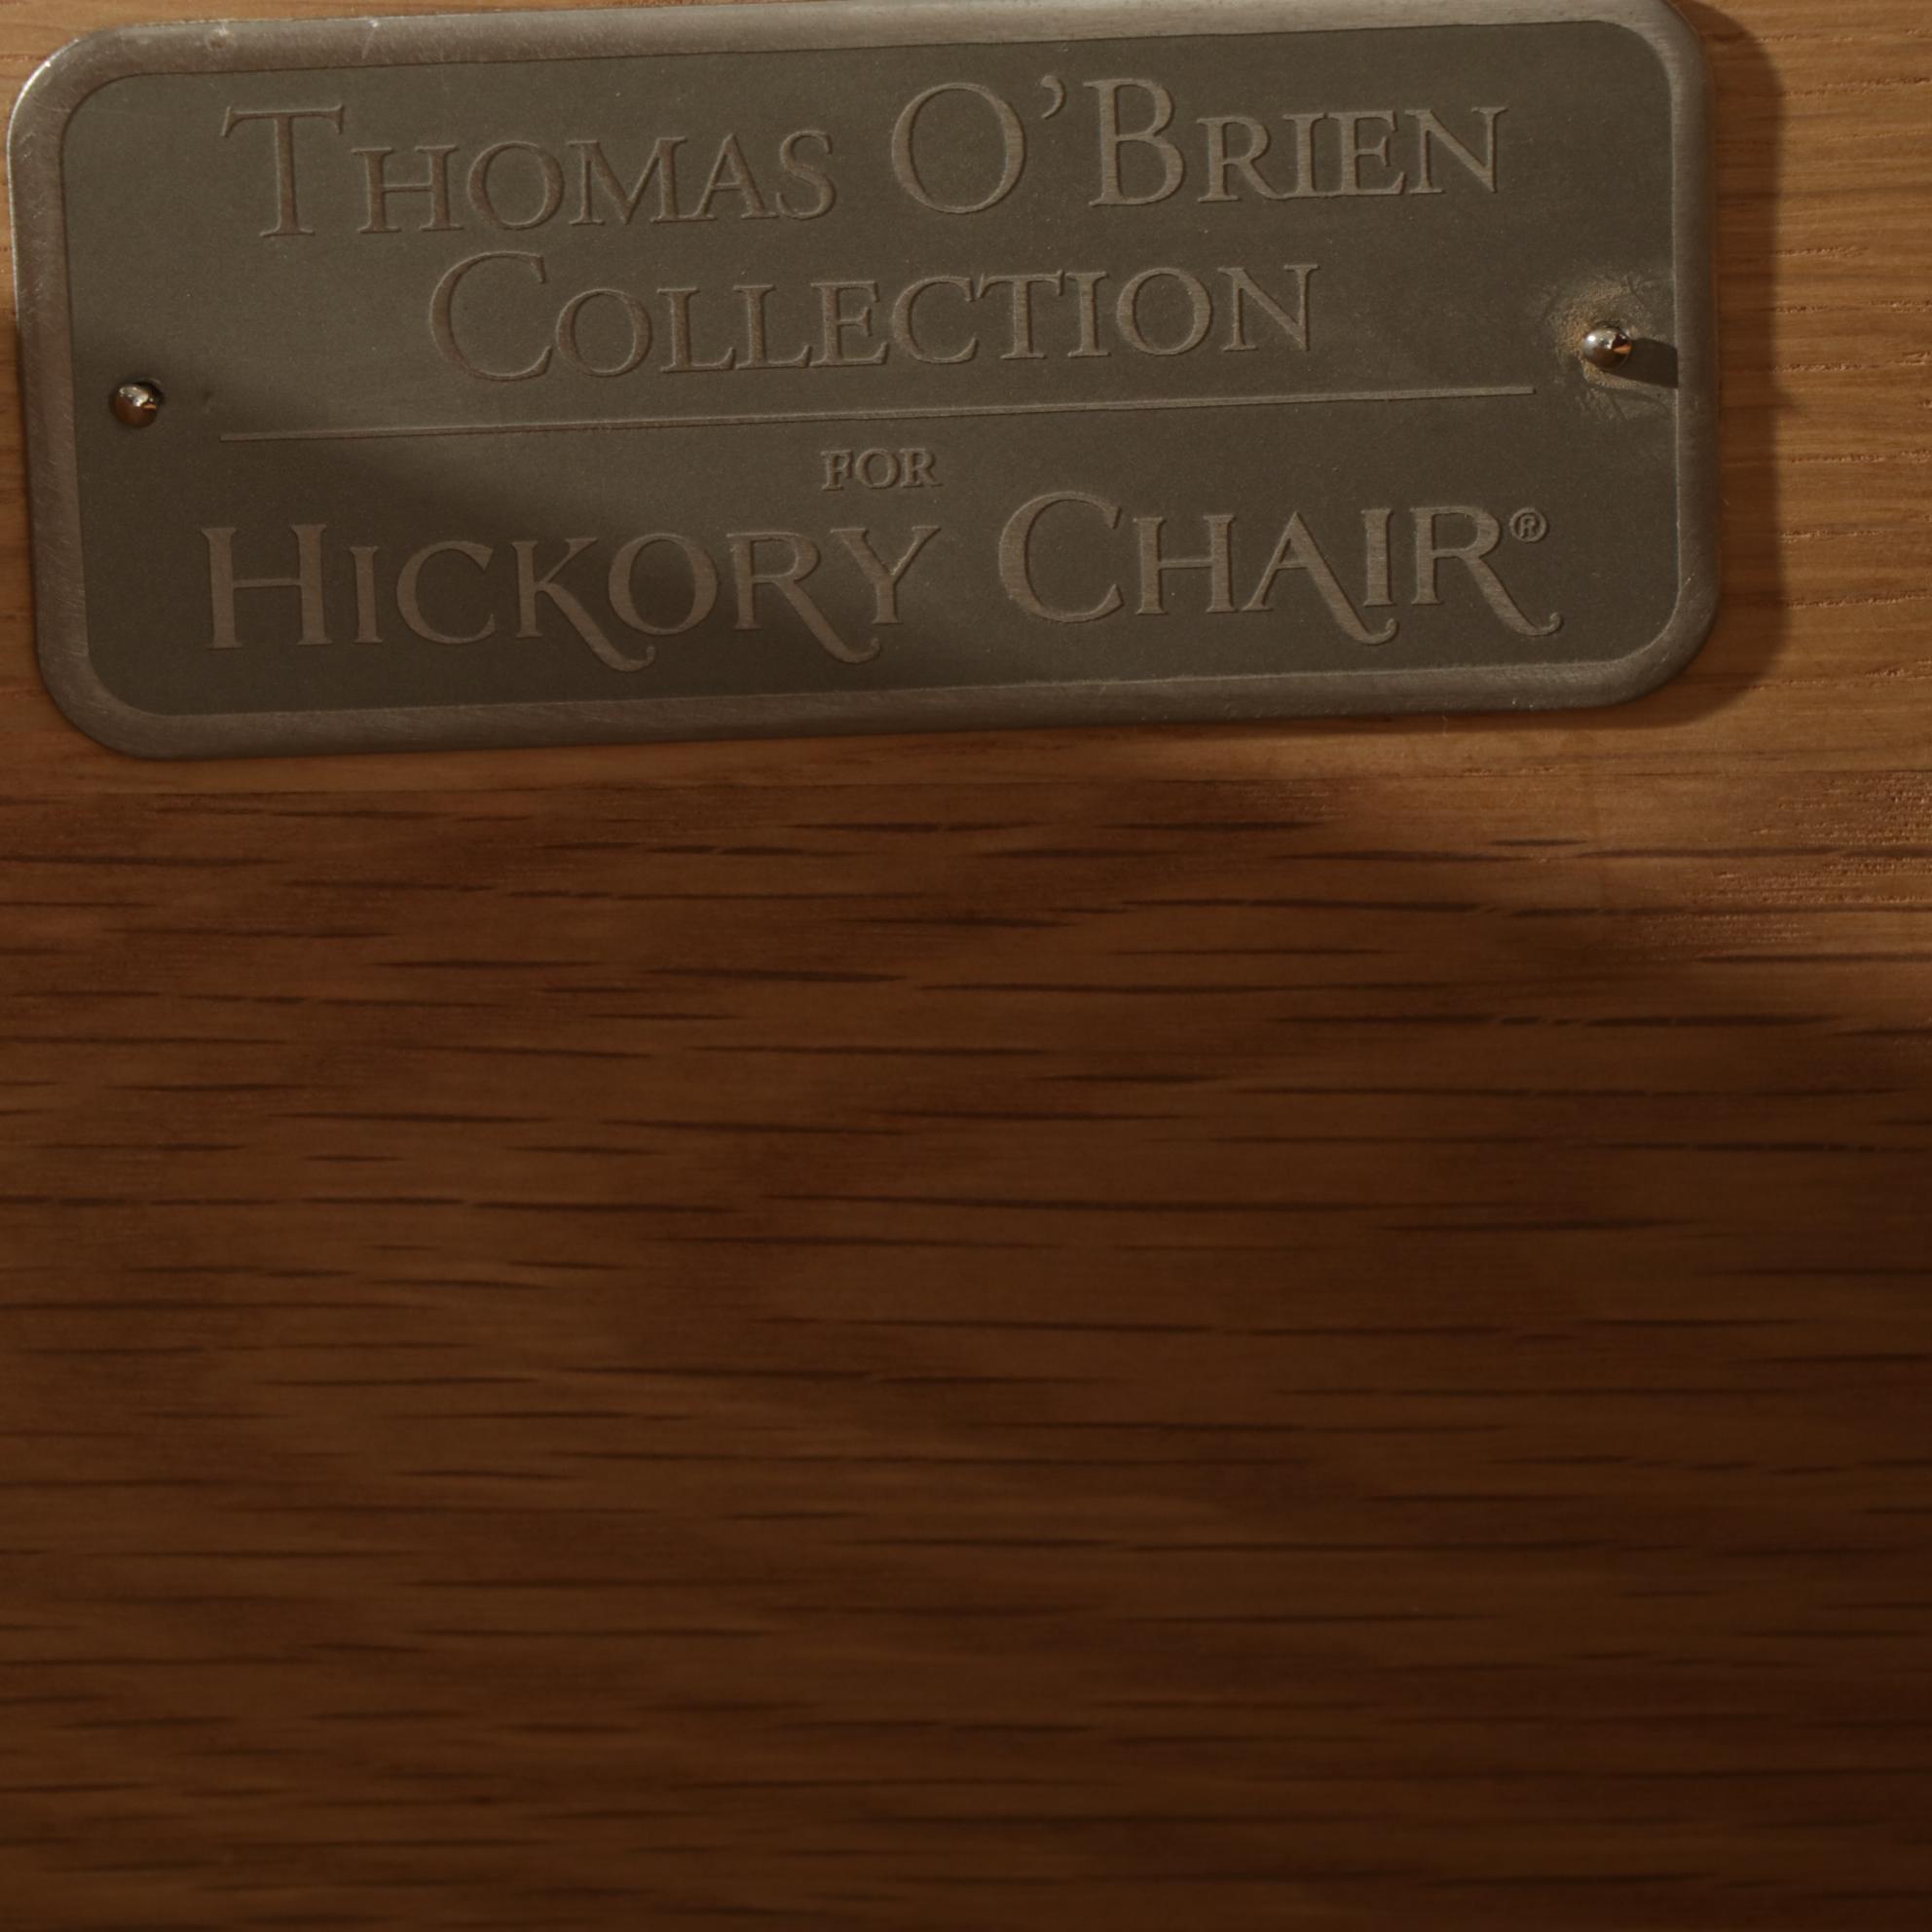 THOMAS O’BRIEN
COLLECTION
FOR
HICKORY CHAIR®